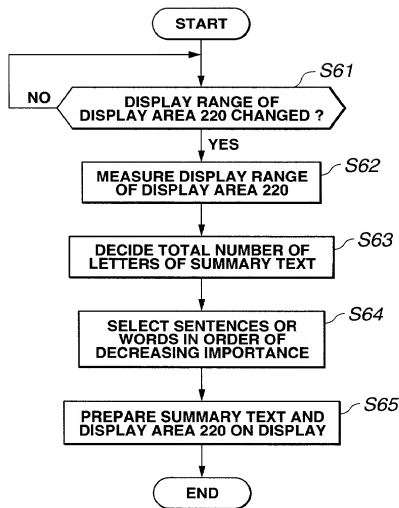 START
S61
NO
DISPLAY RANGE OF
DISPLAY AREA 220 CHANGED ?
YES
S62
MEASURE DISPLAY RANGE
OF DISPLAY AREA 220
S63
DECIDE TOTAL NUMBER OF
LETTERS OF SUMMARY TEXT
S64
SELECT SENTENCES OR
WORDS IN ORDER OF
DECREASING IMPORTANCE
S65
PREPARE SUMMARY TEXT AND
DISPLAY AREA 220 ON DISPLAY
END